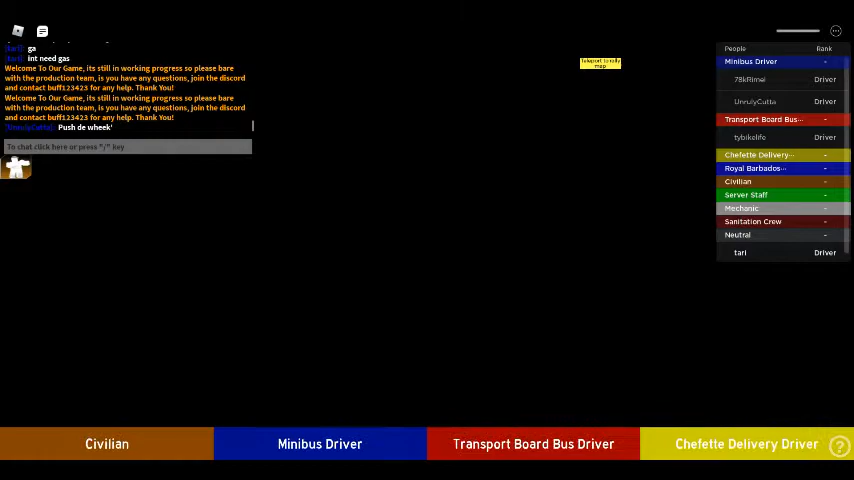 [tari]: ga
[tari]: int need gas
Welcome To Our Game, its still in working progress so please bare
with the production team, is you have any questions, join the discord
and contact buff123423 for any help. Thank You!
Welcome To Our Game, its still in working progress so please bare
with the production team, is you have any questions, join the discord
and contact buff123423 for any help. Thank You!
[UnrulyCutta]: Push de wheek'
To chat click here or press "/" key
Teleport to rally
map
People Rank
Minibus Driver -
78kRimel Driver
UnrulyCutta Driver
Transport Board Bus··· -
tybikelife Driver
Chefette Delivery··· -
Royal Barbados··· -
Civilian -
Server Staff -
Mechanic -
Sanitation Crew -
Neutral -
tari Driver
Civilian
Minibus Driver
Transport Board Bus Driver
Chefette Delivery Driver
?